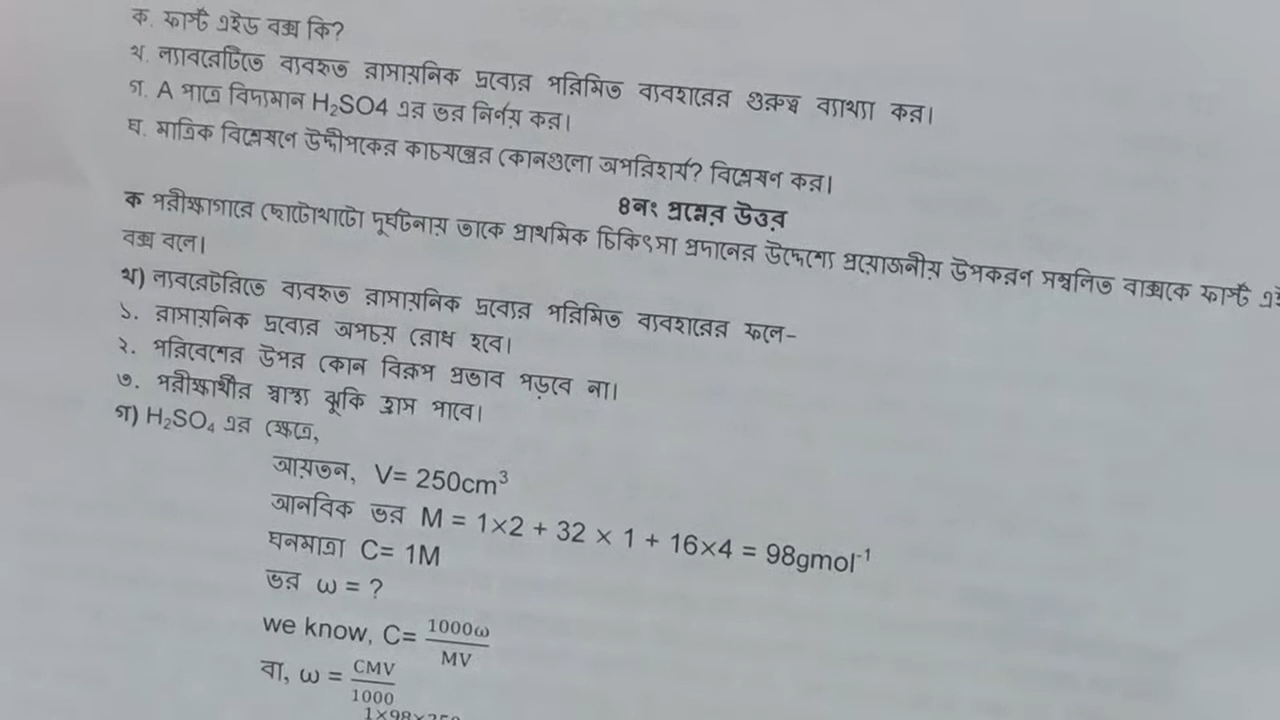 ক. ফার্স্ট এইড বক্স কি?
খ. ল্যাবরেটিতে ব্যবহৃত রাসায়নিক দ্রব্যের পরিমিত ব্যবহারের গুরুত্ব ব্যাখ্যা কর।
গ. A পাত্রে বিদ্যমান H₂SO4 এর ভর নির্ণয় কর।
ঘ. মাত্রিক বিশ্লেষণে উদ্দীপকের কাচযন্ত্রের কোনগুলো অপরিহার্য? বিশ্লেষণ কর।
৪নং প্রশ্নের উত্তর
ক পরীক্ষাগারে ছোটোখাটো দূর্ঘটনায় তাকে প্রাথমিক চিকিৎসা প্রদানের উদ্দেশ্যে প্রয়োজনীয় উপকরণ সম্বলিত বাক্সকে ফার্স্ট
বক্স বলে।
খ) ল্যবরেটরিতে ব্যবহৃত রাসায়নিক দ্রব্যের পরিমিত ব্যবহারের ফলে-
১. রাসায়নিক দ্রব্যের অপচয় রোধ হবে।
২. পরিবেশের উপর কোন বিরূপ প্রভাব পড়বে না।
৩. পরীক্ষার্থীর স্বাস্থ্য ঝুকি হ্রাস পাবে।
গ) H₂SO₄ এর ক্ষেত্রে,
আয়তন, V= 250cm³
আনবিক ভর M = 1×2 + 32 × 1 + 16×4 = 98gmol⁻¹
ঘনমাত্রা C= 1M
ভর ω = ?
we know, C= 1000ω/MV
বা, ω = CMV/1000